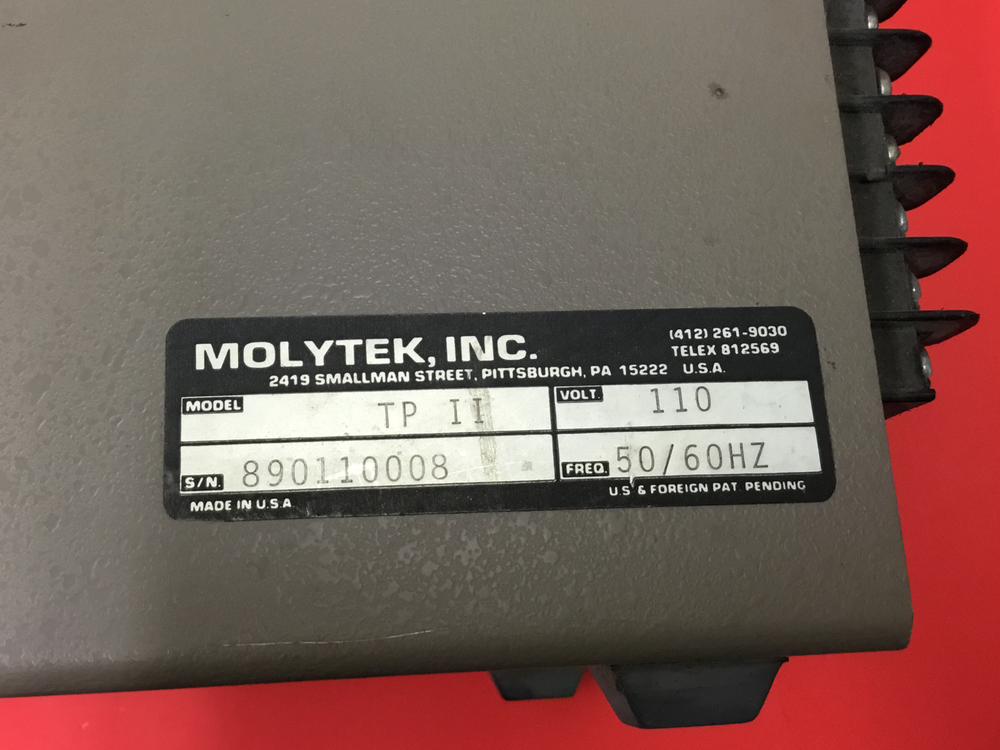 MOLYTEK, INC.
(412) 261-9030
TELEX 812569
2419 SMALLMAN STREET, PITTSBURGH, PA 15222 U.S.A.
MODEL TP II
VOLT. 110
S/N. 890110008
FREQ. 50/60HZ
MADE IN U.S.A
U.S & FOREIGN PAT. PENDING